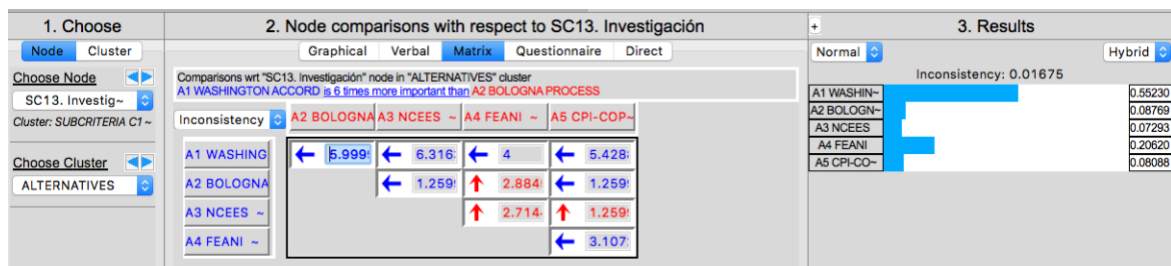 1. Choose
2. Node comparisons with respect to SC13. Investigación
+ 3. Results
Node Cluster
Graphical Verbal Matrix Questionnaire Direct
Normal Hybrid
Choose Node
SC13. Investig~
Cluster: SUBCRITERIA C1~
Choose Cluster
ALTERNATIVES
Comparisons wrt "SC13. Investigación" node in "ALTERNATIVES" cluster
A1 WASHINGTON ACCORD is 6 times more important than A2 BOLOGNA PROCESS
Inconsistency A2 BOLOGNA A3 NCEES ~ A4 FEANI ~ A5 CPI-COP~
A1 WASHING 5.999 6.316 4 5.428
A2 BOLOGNA 1.259 2.884 1.259
A3 NCEES ~ 2.714 1.259
A4 FEANI ~ 3.107
Inconsistency: 0.01675
A1 WASHIN~ 0.55230
A2 BOLOGN~ 0.08769
A3 NCEES 0.07293
A4 FEANI 0.20620
A5 CPI-CO~ 0.08088